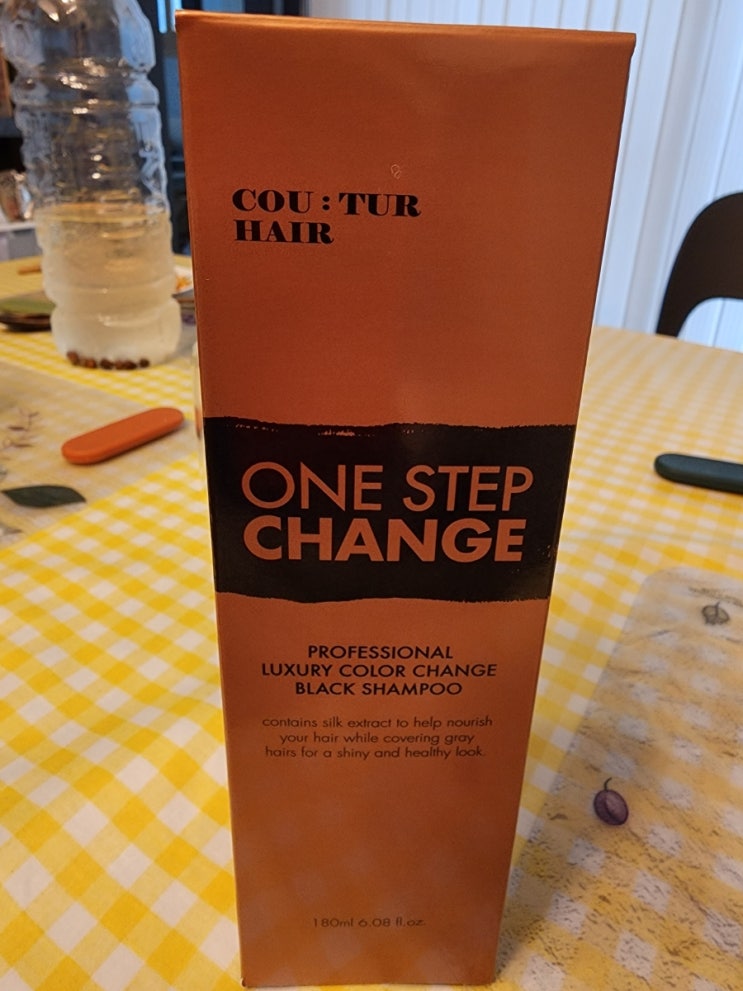 COU : TUR
HAIR
ONE STEP
CHANGE
PROFESSIONAL
LUXURY COLOR CHANGE
BLACK SHAMPOO
contains silk extract to help nourish
your hair while covering gray
hairs for a shiny and healthy look.
180ml 6.08 fl.oz.